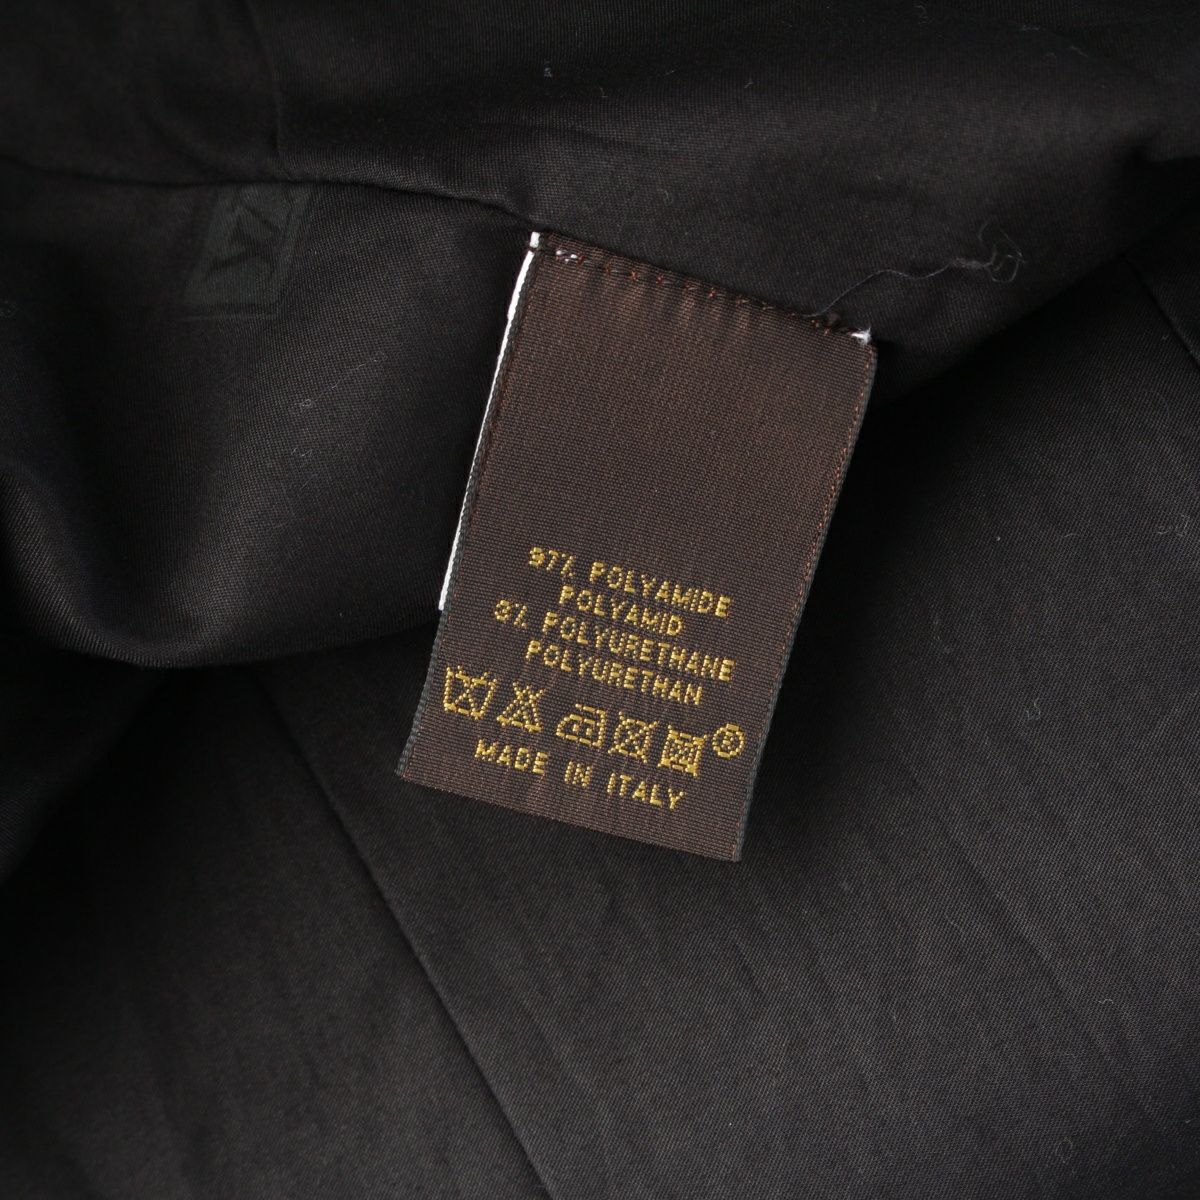 97% POLYAMIDE
POLYAMID
3% POLYURETHANE
POLYURETHAN
®
MADE IN ITALY